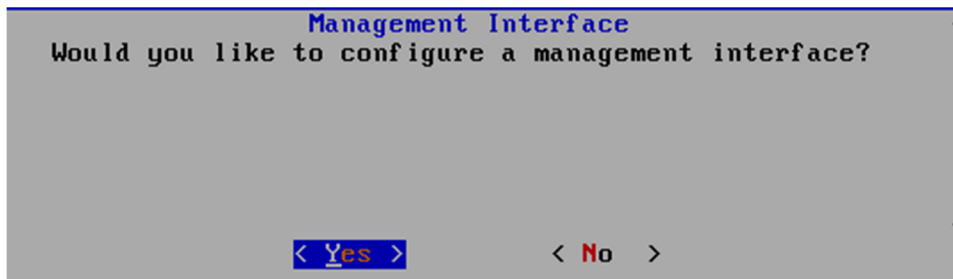 Management Interface
Would you like to configure a management interface?
< Yes > < No >